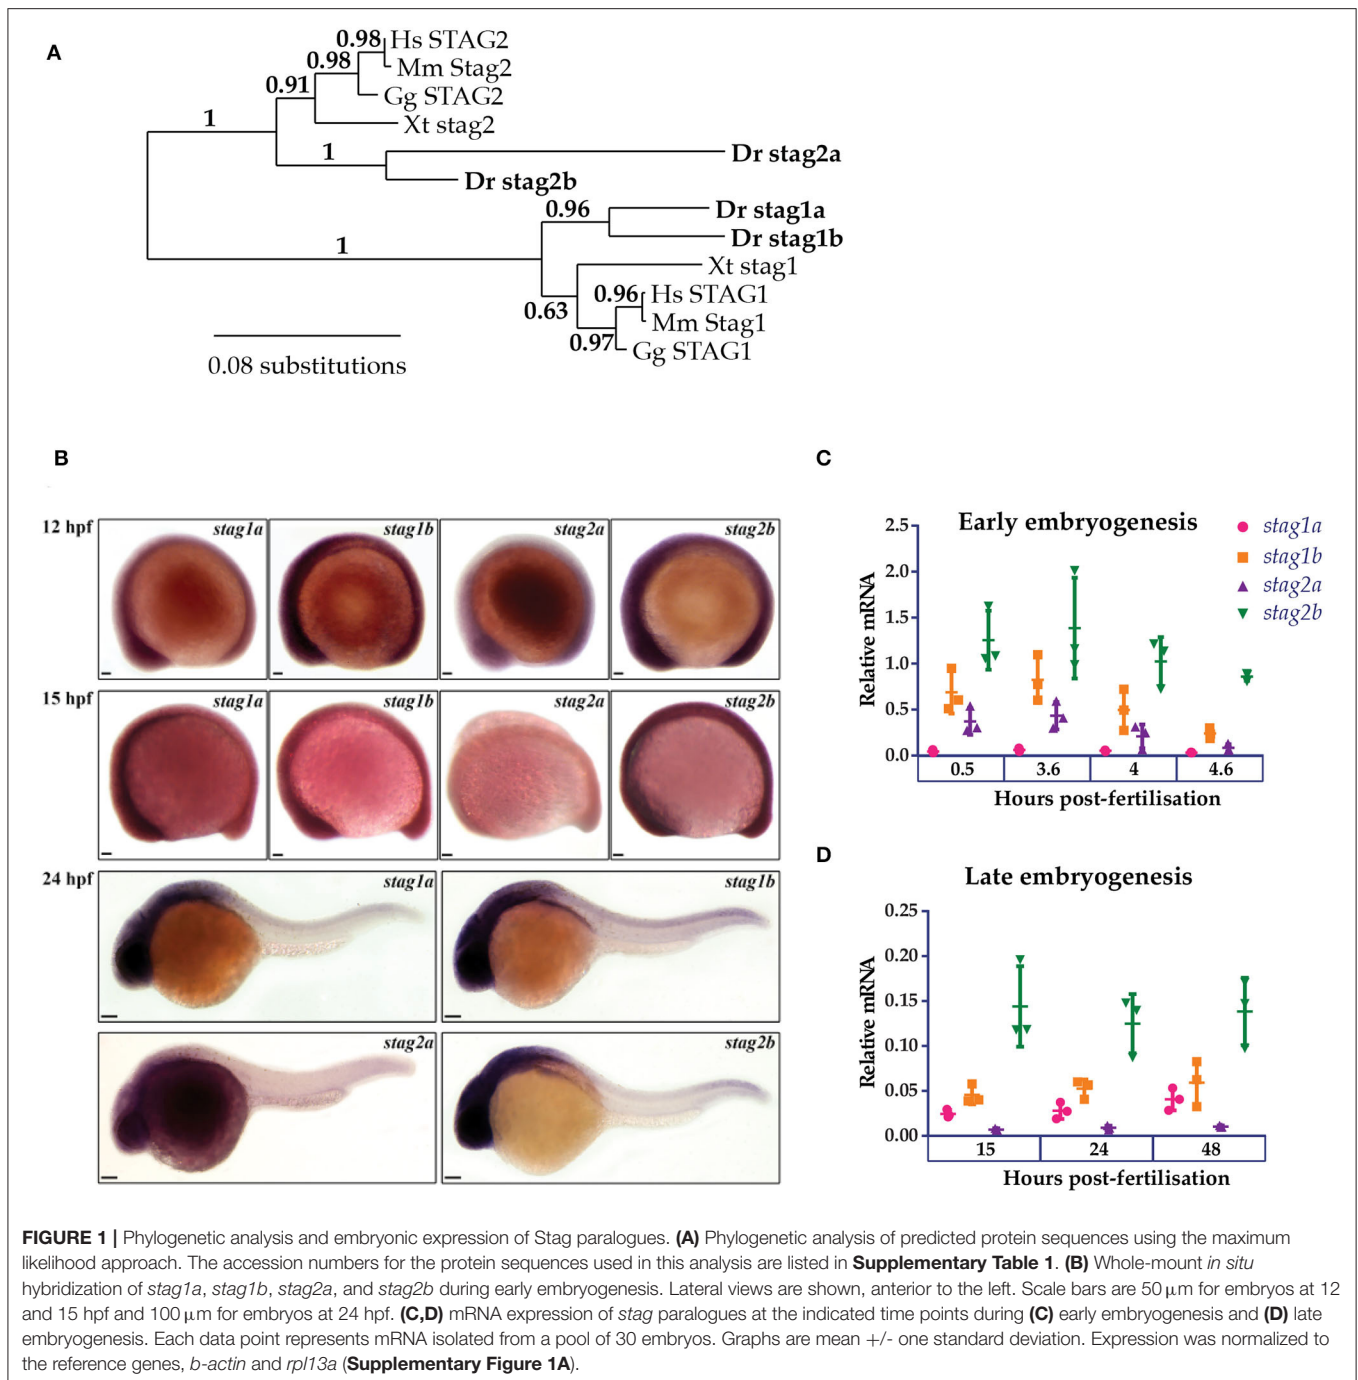 A
0.98 Hs STAG2
0.98 Mm Stag2
0.91 Gg STAG2
1 Xt stag2
1 Dr stag2a
Dr stag2b
0.96 Dr stag1a
Dr stag1b
1 Xt stag1
0.96 Hs STAG1
0.63 Mm Stag1
0.97 Gg STAG1
0.08 substitutions
B
12 hpf stag1a stag1b stag2a stag2b
15 hpf stag1a stag1b stag2a stag2b
24 hpf stag1a stag1b
stag2a stag2b
C
Early embryogenesis
stag1a
stag1b
stag2a
stag2b
Relative mRNA
2.5
2.0
1.5
1.0
0.5
0.0
0.5 3.6 4 4.6
Hours post-fertilisation
D
Late embryogenesis
Relative mRNA
0.25
0.20
0.15
0.10
0.05
0.00
15 24 48
Hours post-fertilisation
FIGURE 1 | Phylogenetic analysis and embryonic expression of Stag paralogues. (A) Phylogenetic analysis of predicted protein sequences using the maximum
likelihood approach. The accession numbers for the protein sequences used in this analysis are listed in Supplementary Table 1. (B) Whole-mount in situ
hybridization of stag1a, stag1b, stag2a, and stag2b during early embryogenesis. Lateral views are shown, anterior to the left. Scale bars are 50 μm for embryos at 12
and 15 hpf and 100 μm for embryos at 24 hpf. (C,D) mRNA expression of stag paralogues at the indicated time points during (C) early embryogenesis and (D) late
embryogenesis. Each data point represents mRNA isolated from a pool of 30 embryos. Graphs are mean +/- one standard deviation. Expression was normalized to
the reference genes, b-actin and rpl13a (Supplementary Figure 1A).